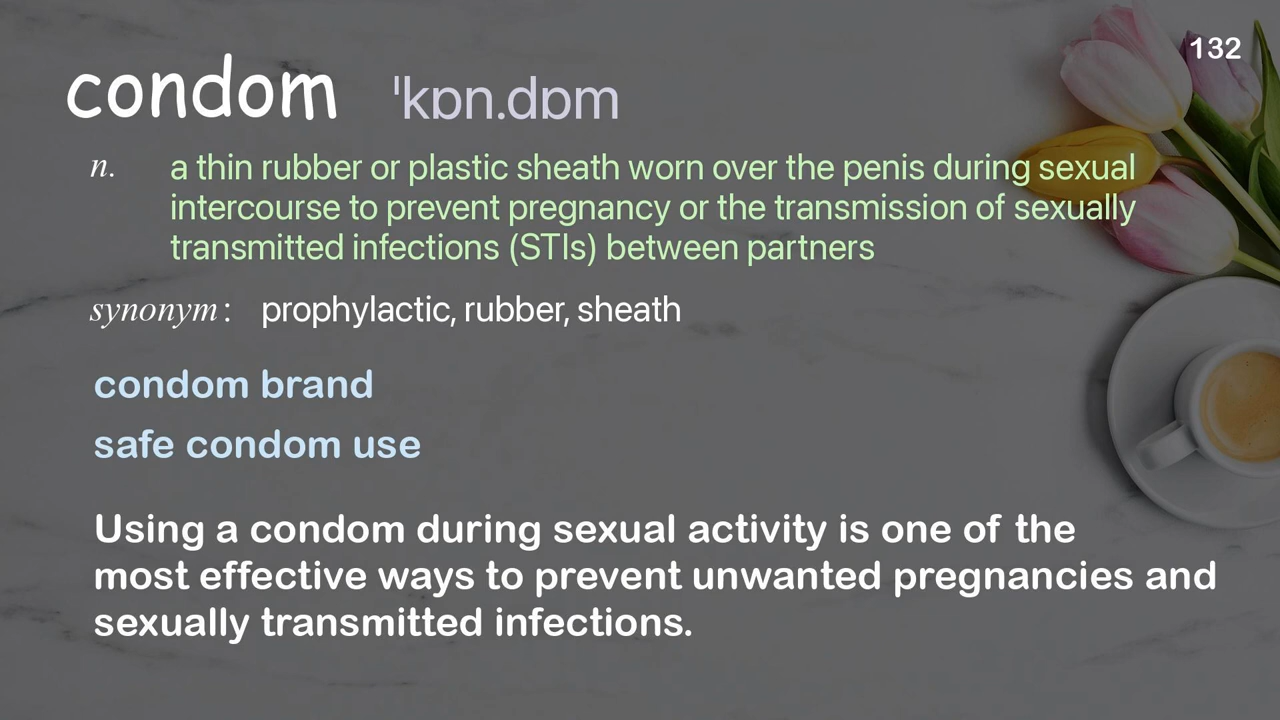 132
condom ˈkɒn.dɒm
n. a thin rubber or plastic sheath worn over the penis during sexual
intercourse to prevent pregnancy or the transmission of sexually
transmitted infections (STIs) between partners
synonym: prophylactic, rubber, sheath
condom brand
safe condom use
Using a condom during sexual activity is one of the
most effective ways to prevent unwanted pregnancies and
sexually transmitted infections.